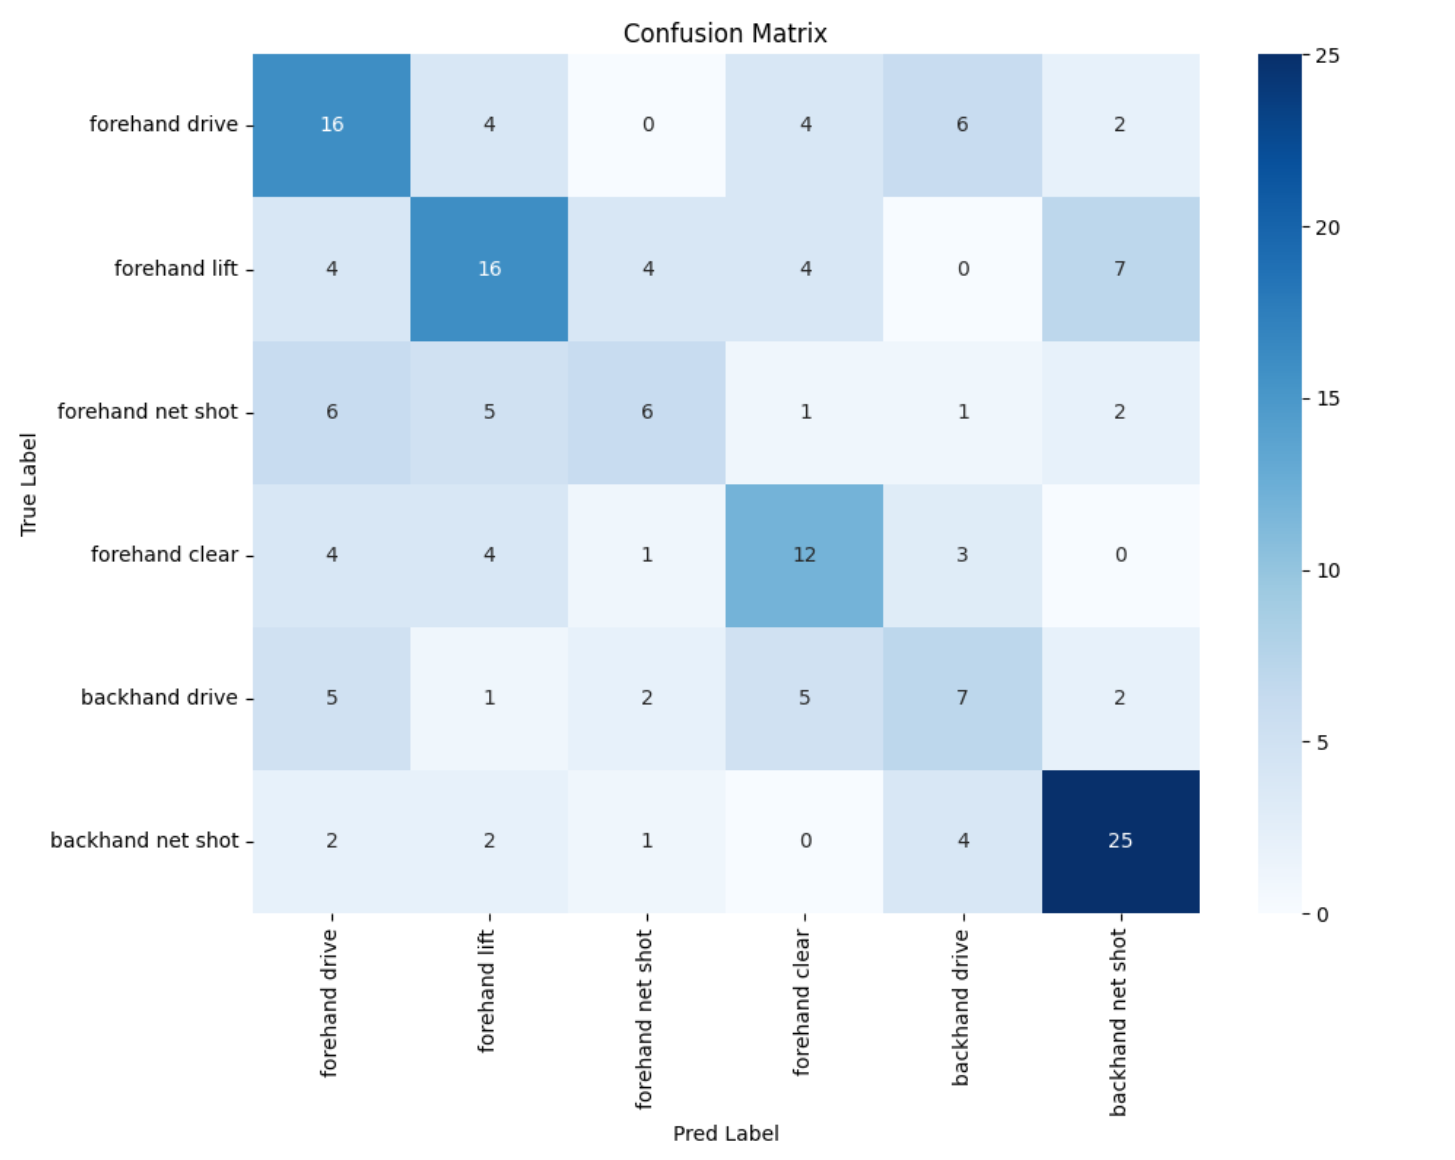 Confusion Matrix
True Label
forehand drive 16 4 0 4 6 2
forehand lift 4 16 4 4 0 7
forehand net shot 6 5 6 1 1 2
forehand clear 4 4 1 12 3 0
backhand drive 5 1 2 5 7 2
backhand net shot 2 2 1 0 4 25
forehand drive
forehand lift
forehand net shot
forehand clear
backhand drive
backhand net shot
Pred Label
25
20
15
10
5
0